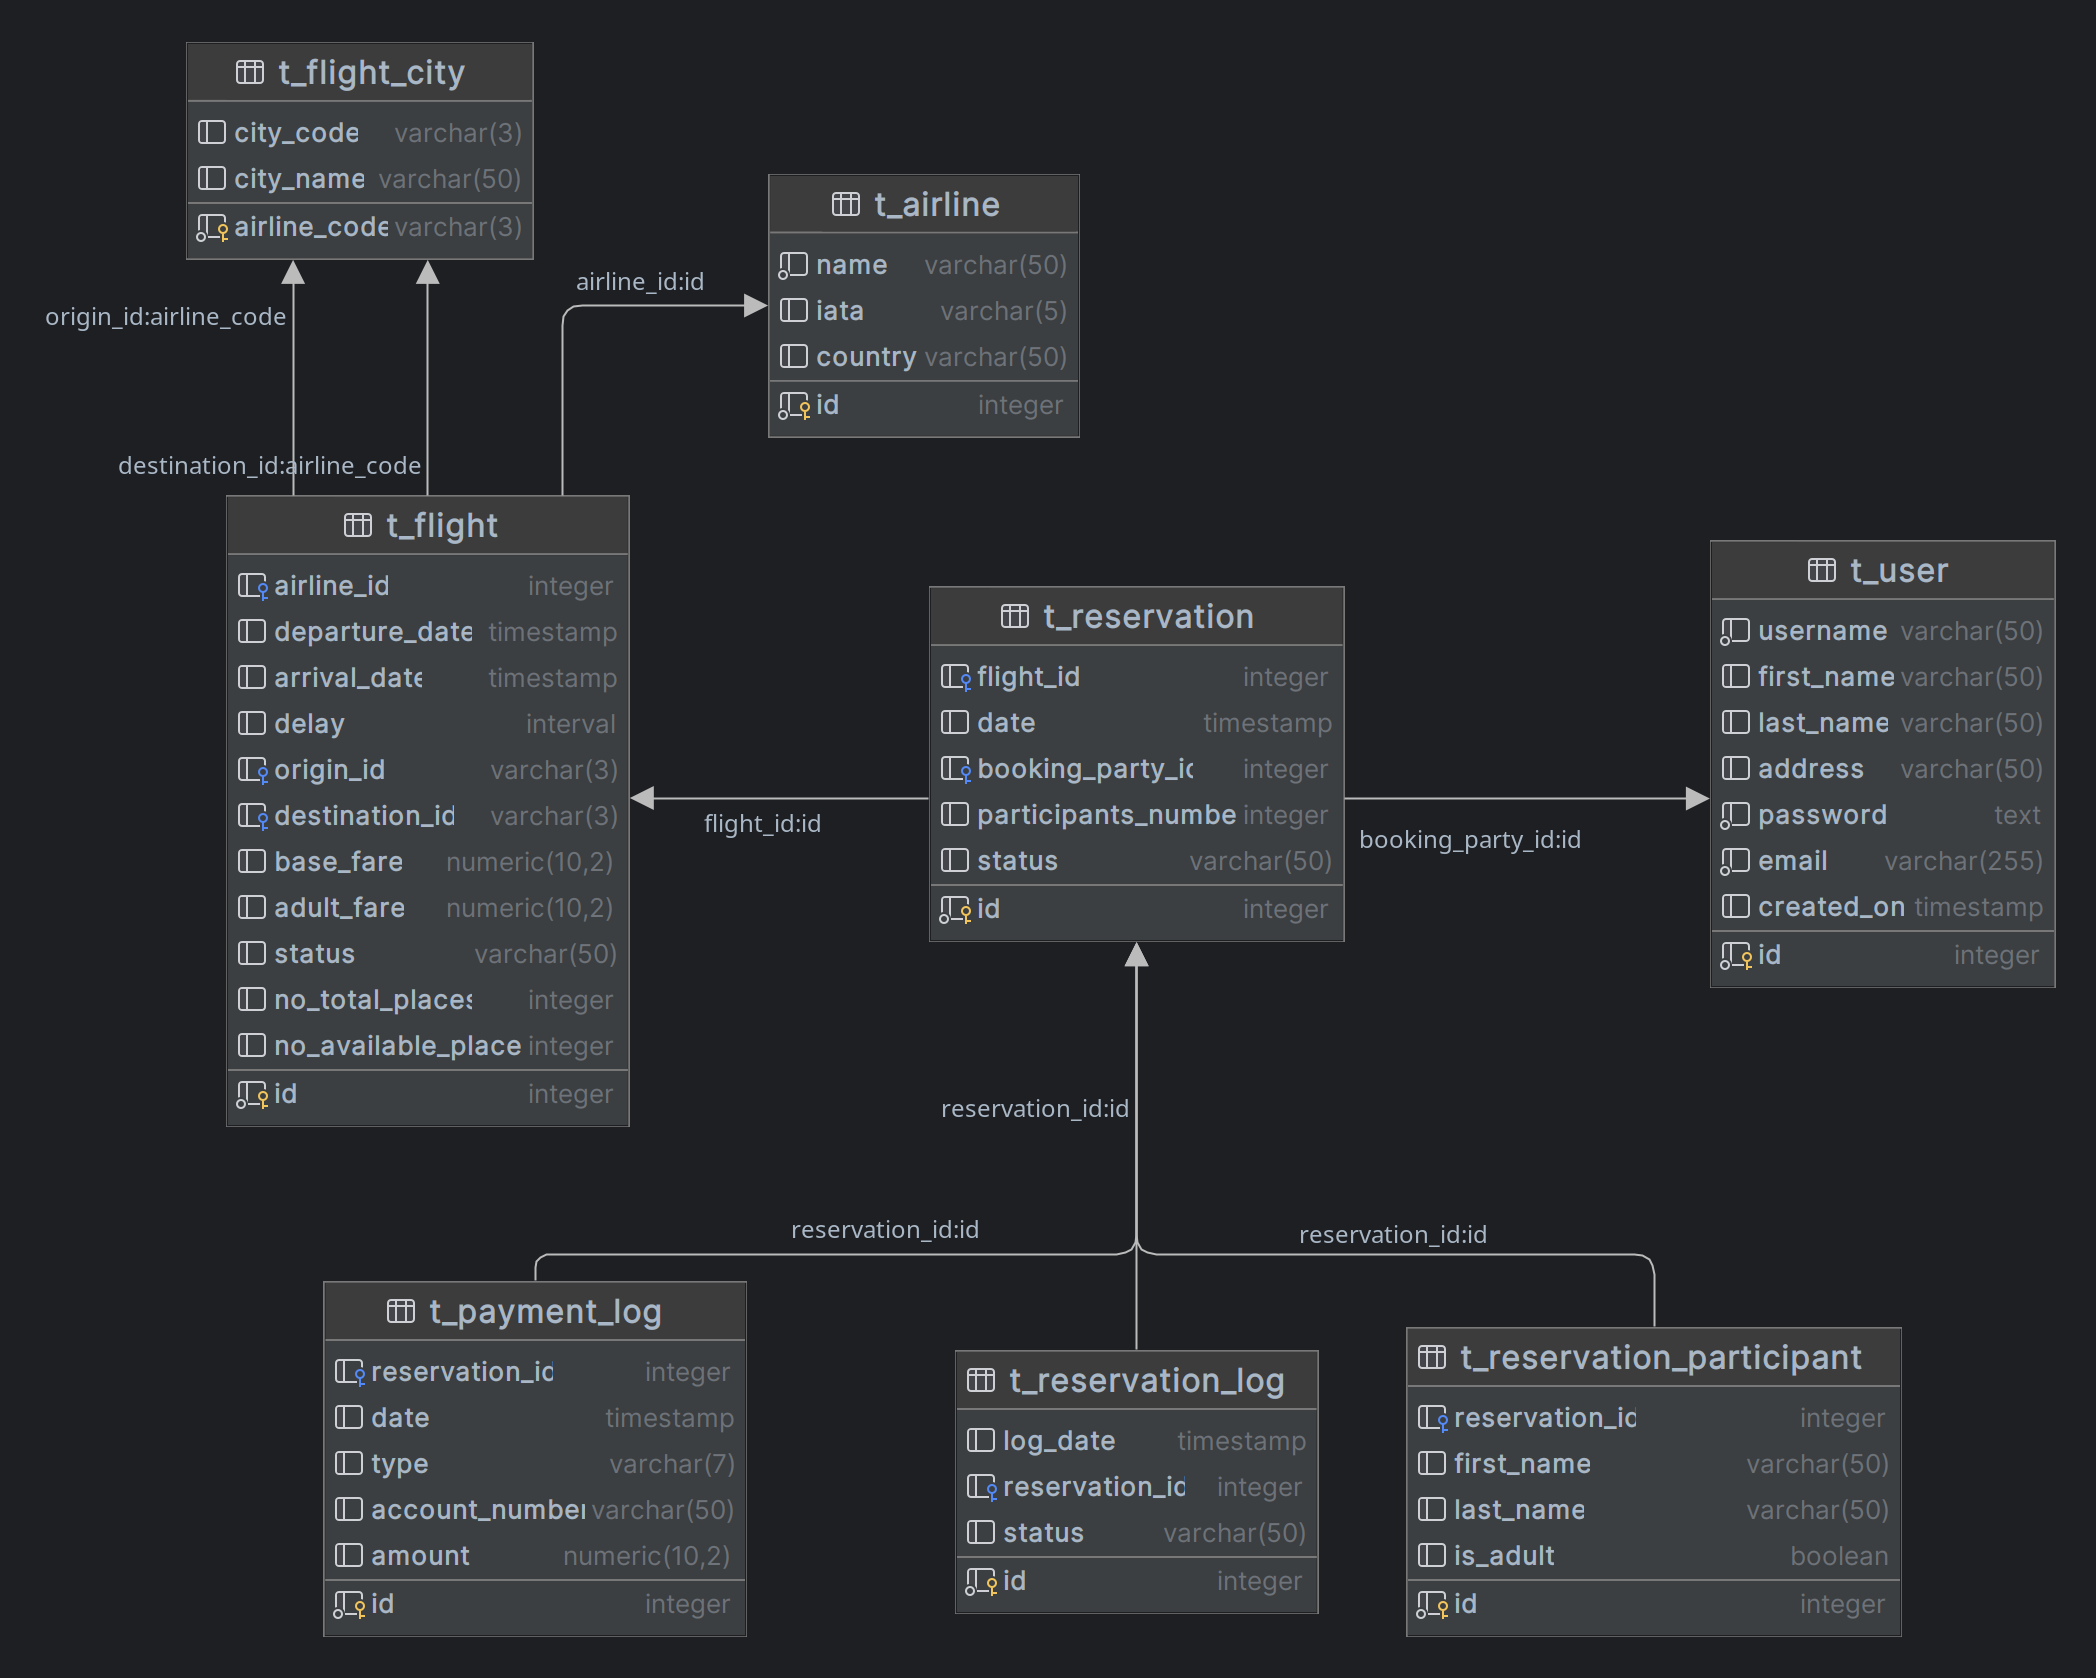 t_flight_city
city_code varchar(3)
city_name varchar(50)
airline_code varchar(3)
t_airline
name varchar(50)
iata varchar(5)
country varchar(50)
id integer
airline_id:id
origin_id:airline_code
destination_id:airline_code
t_flight
airline_id integer
departure_date timestamp
arrival_date timestamp
delay interval
origin_id varchar(3)
destination_id varchar(3)
base_fare numeric(10,2)
adult_fare numeric(10,2)
status varchar(50)
no_total_places integer
no_available_place integer
id integer
flight_id:id
t_reservation
flight_id integer
date timestamp
booking_party_id integer
participants_numbe integer
status varchar(50)
id integer
booking_party_id:id
t_user
username varchar(50)
first_name varchar(50)
last_name varchar(50)
address varchar(50)
password text
email varchar(255)
created_on timestamp
id integer
reservation_id:id
reservation_id:id
reservation_id:id
t_payment_log
reservation_id integer
date timestamp
type varchar(7)
account_number varchar(50)
amount numeric(10,2)
id integer
t_reservation_log
log_date timestamp
reservation_id integer
status varchar(50)
id integer
t_reservation_participant
reservation_id integer
first_name varchar(50)
last_name varchar(50)
is_adult boolean
id integer